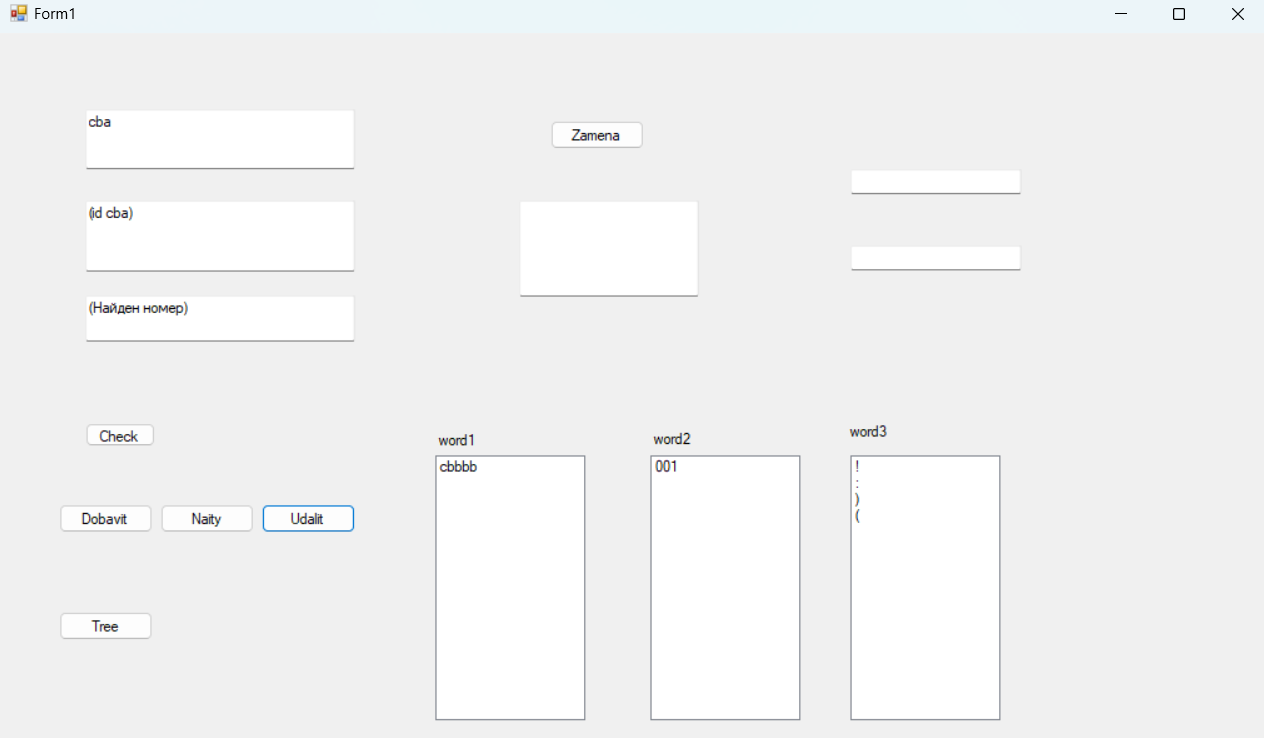 Form1
cba
Zamena
(id cba)
(Найден номер)
Check
word1
word2
word3
cbbbb
001
!
:
)
(
Dobavit
Naity
Udalit
Tree